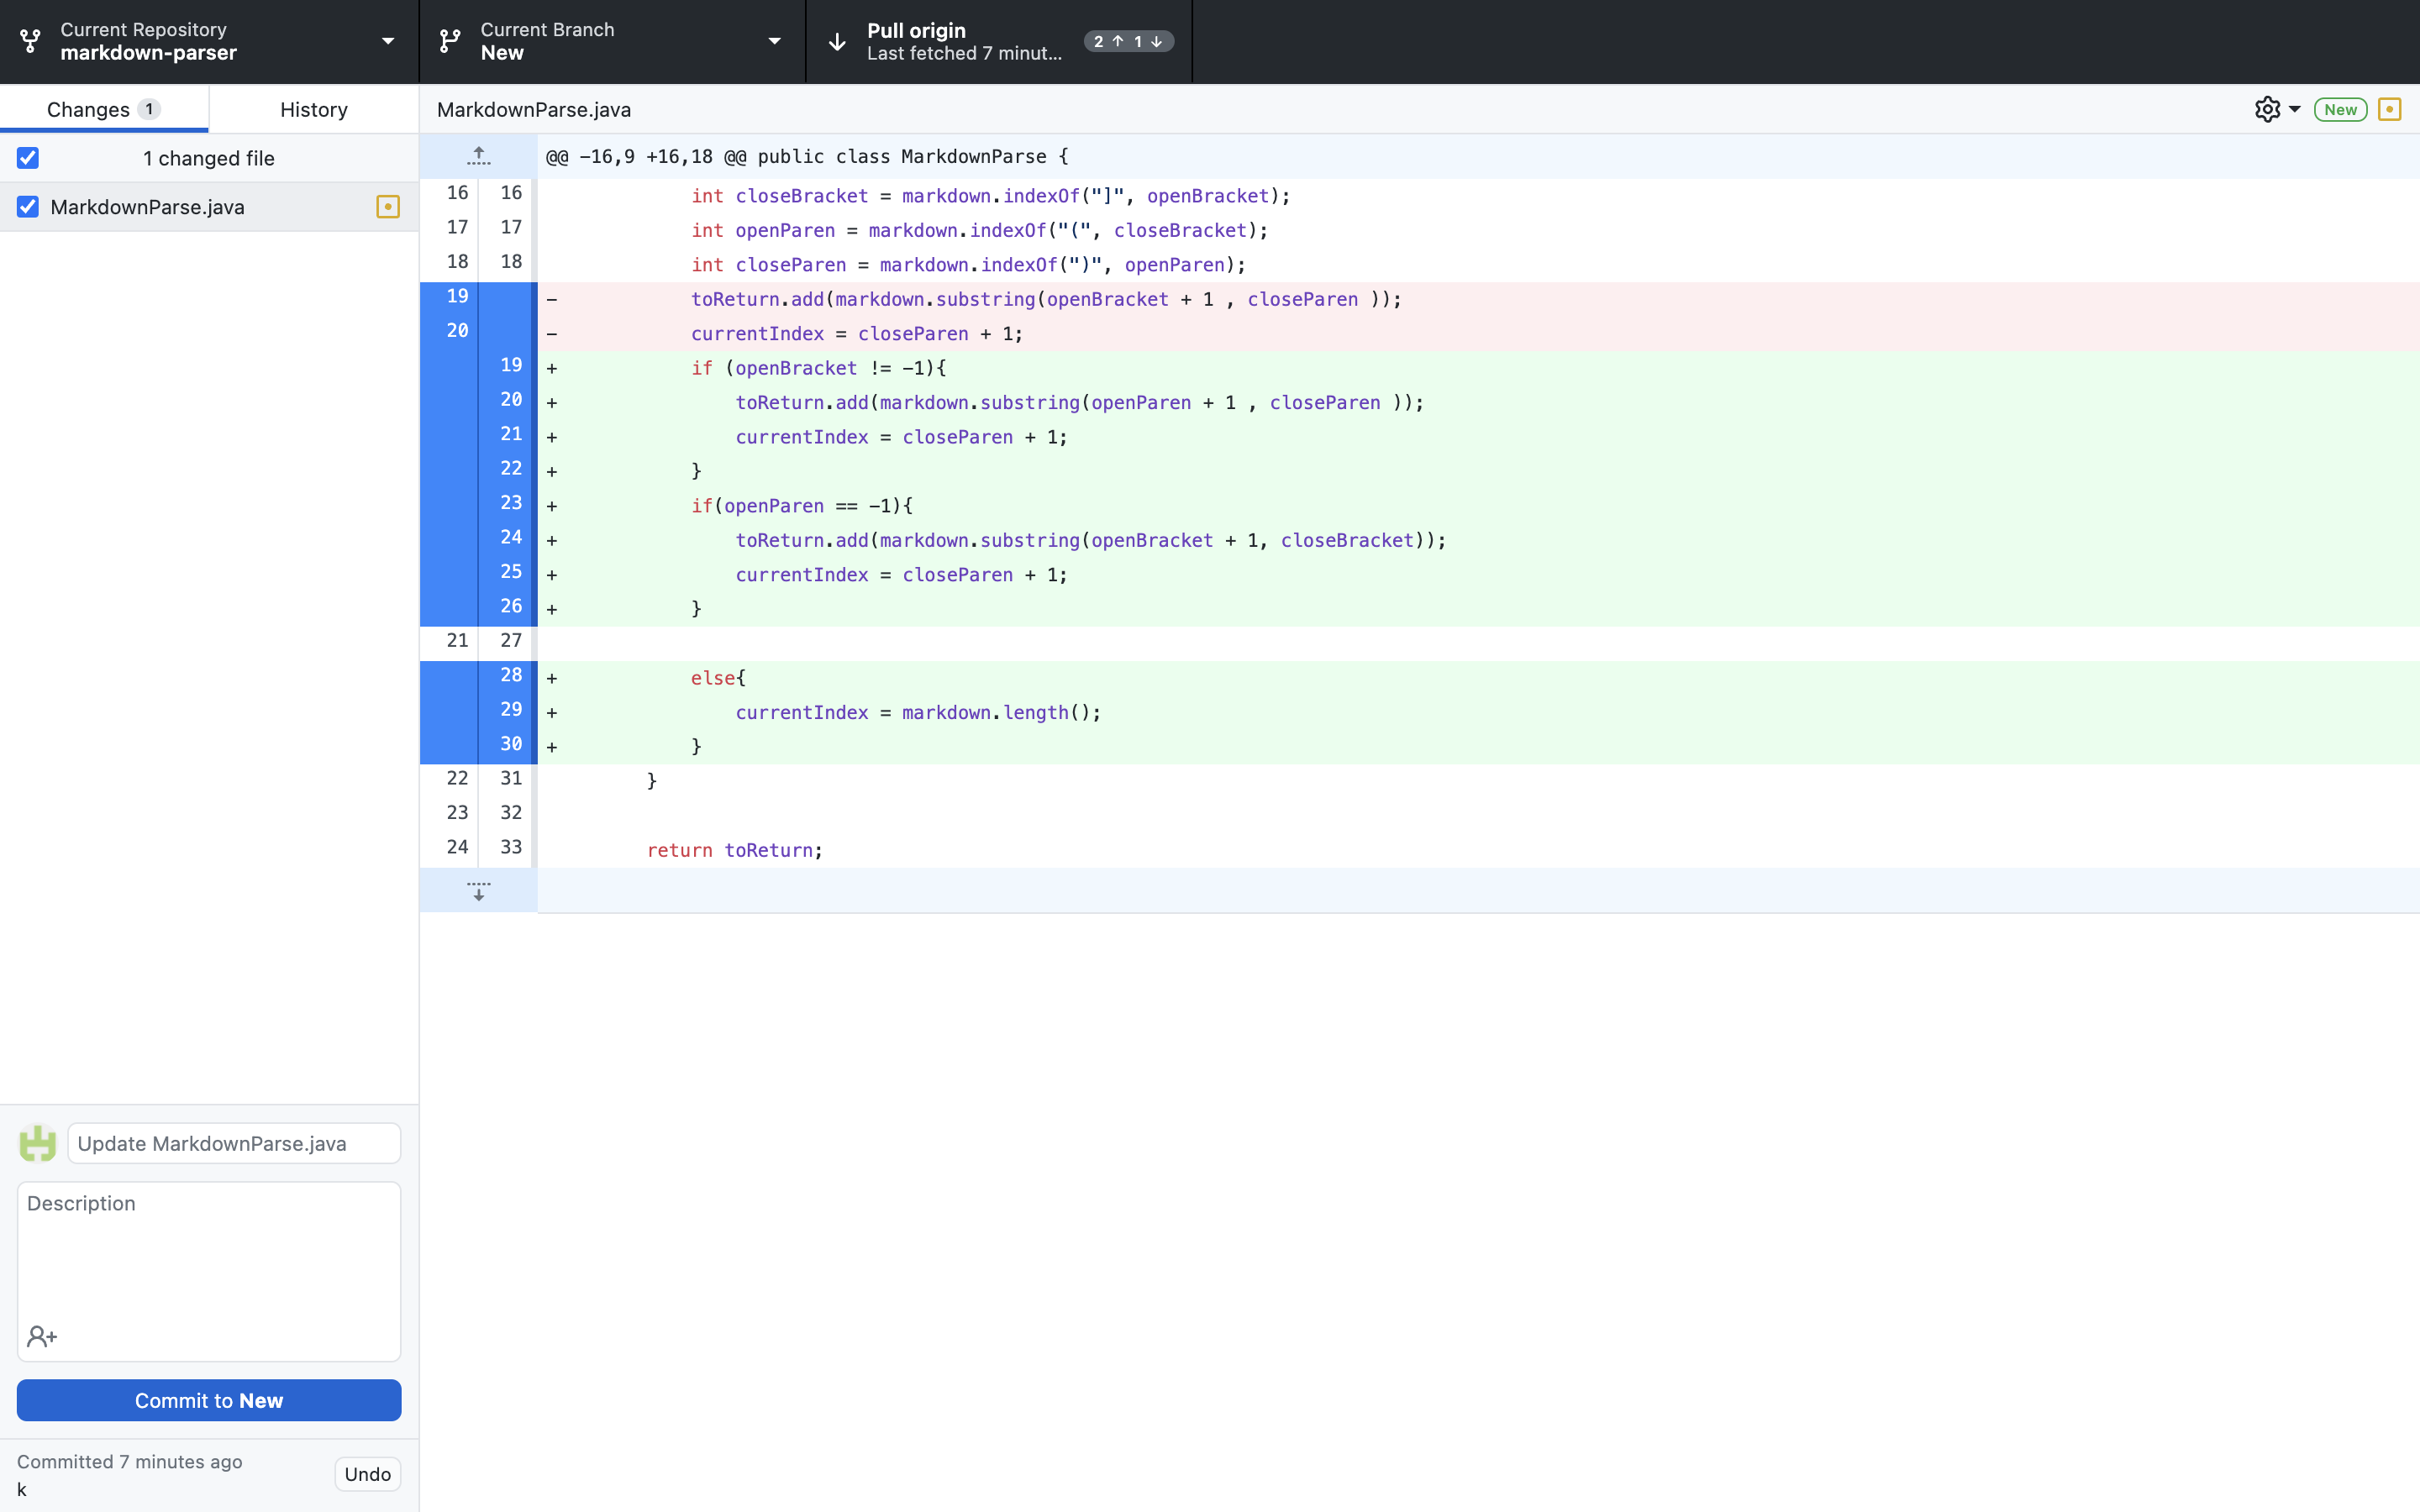 Current Repository
markdown-parser
Current Branch
New
Pull origin
Last fetched 7 minut...
2 ↑ 1 ↓
Changes 1
History
MarkdownParse.java
New
1 changed file
MarkdownParse.java
@@ -16,9 +16,18 @@ public class MarkdownParse {
16 16 int closeBracket = markdown.indexOf("]", openBracket);
17 17 int openParen = markdown.indexOf("(", closeBracket);
18 18 int closeParen = markdown.indexOf(")", openParen);
19 - toReturn.add(markdown.substring(openBracket + 1 , closeParen ));
20 - currentIndex = closeParen + 1;
19 + if (openBracket != -1){
20 + toReturn.add(markdown.substring(openParen + 1 , closeParen ));
21 + currentIndex = closeParen + 1;
22 + }
23 + if(openParen == -1){
24 + toReturn.add(markdown.substring(openBracket + 1, closeBracket));
25 + currentIndex = closeParen + 1;
26 + }
21 27
28 + else{
29 + currentIndex = markdown.length();
30 + }
22 31 }
23 32
24 33 return toReturn;
Update MarkdownParse.java
Description
Commit to New
Committed 7 minutes ago
k
Undo